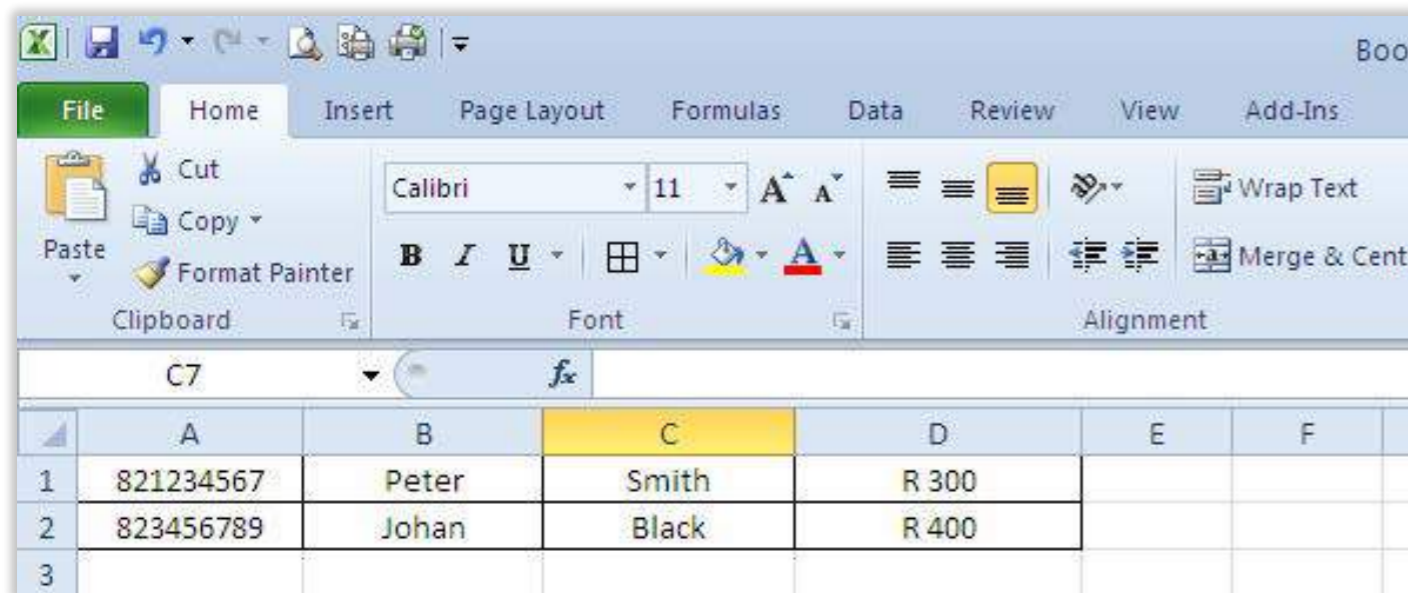 Boo
File Home Insert Page Layout Formulas Data Review View Add-Ins
Cut
Calibri 11 A A Wrap Text
Copy
Paste
B I U A Merge & Cent
Format Painter
Clipboard Font Alignment
C7 fx
A B C D E F
1 821234567 Peter Smith R 300
2 823456789 Johan Black R 400
3